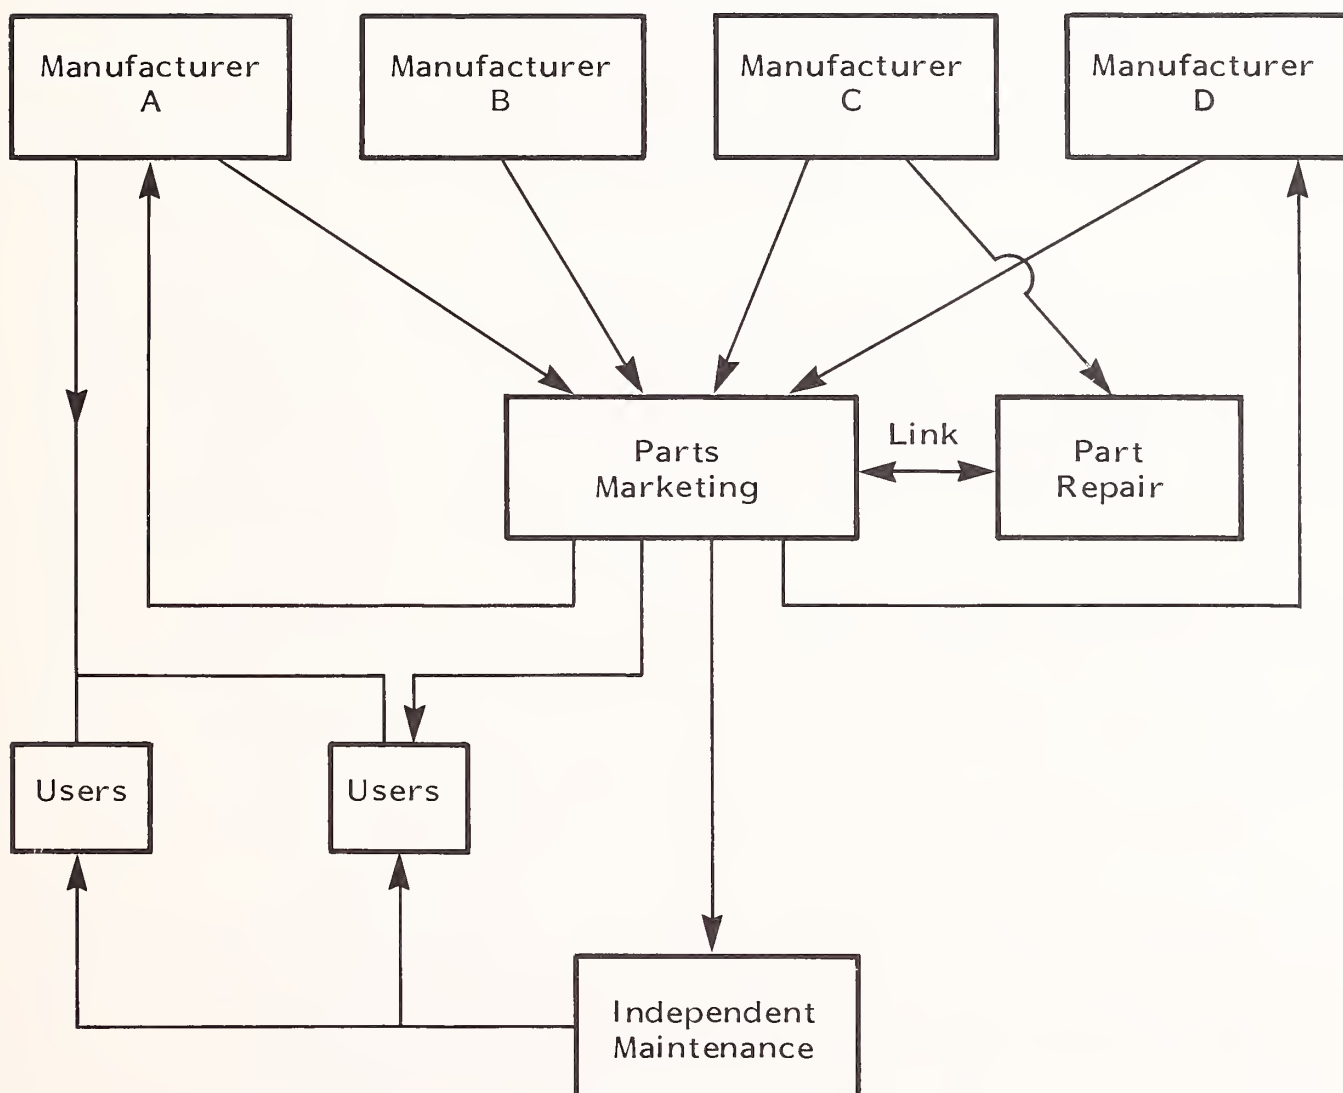 Manufacturer
A
Manufacturer
B
Manufacturer
C
Manufacturer
D
Parts
Marketing
Link
Part
Repair
Users
Users
Independent
Maintenance